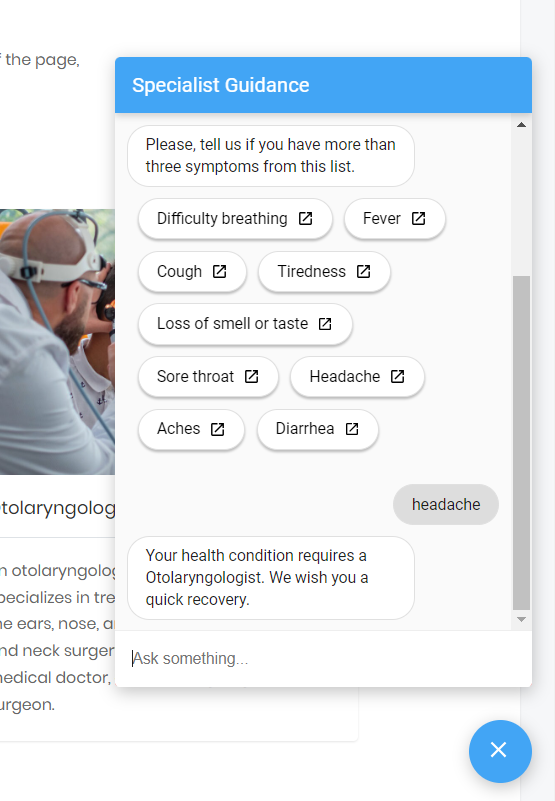 f the page,
Specialist Guidance
Please, tell us if you have more than
three symptoms from this list.
Difficulty breathing
Fever
Cough
Tiredness
Loss of smell or taste
Sore throat
Headache
Aches
Diarrhea
headache
Your health condition requires a
Otolaryngologist. We wish you a
quick recovery.
Ask something...
tolaryngolog
n otolaryngolog
pecializes in tre
he ears, nose, a
nd neck surger
medical doctor,
urgeon.